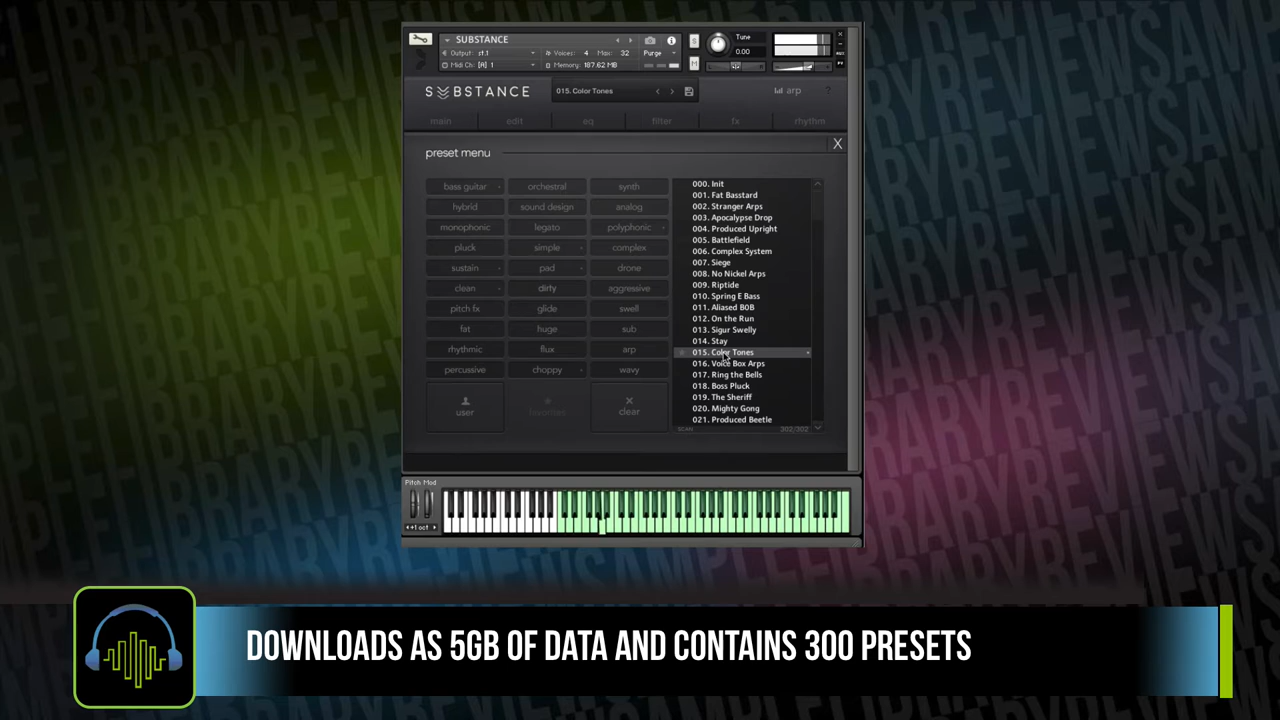 SUBSTANCE
Output: st.1
Voices: 4 Max: 32
Purge
Midi Ch: [A] 1
Memory: 187.62 MB
S
M
Tune
0.00
SUBSTANCE
015. Color Tones
arp
?
main edit eq filter fx rhythm
preset menu
X
bass guitar orchestral synth
hybrid sound design analog
monophonic legato polyphonic
pluck simple complex
sustain pad drone
clean dirty aggressive
pitch fx glide swell
fat huge sub
rhythmic flux arp
percussive choppy wavy
user favorites clear
000. Init
001. Fat Basstard
002. Stranger Arps
003. Apocalypse Drop
004. Produced Upright
005. Battlefield
006. Complex System
007. Siege
008. No Nickel Arps
009. Riptide
010. Spring E Bass
011. Aliased B0B
012. On the Run
013. Sigur Swelly
014. Stay
015. Color Tones
016. Voice Box Arps
017. Ring the Bells
018. Boss Pluck
019. The Sheriff
020. Mighty Gong
021. Produced Beetle
SCAN 302/302
Pitch Mod
+1 oct
DOWNLOADS AS 5GB OF DATA AND CONTAINS 300 PRESETS